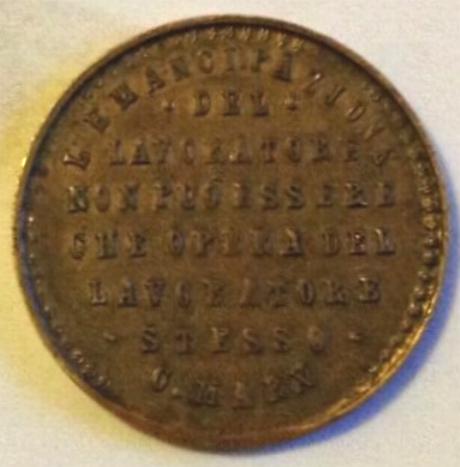 L'EMANCIPAZIONE
· DEL ·
LAVORATORE
NON PUÒ ESSERE
CHE OPERA DEL
LAVORATORE
· STESSO ·
C. MARX